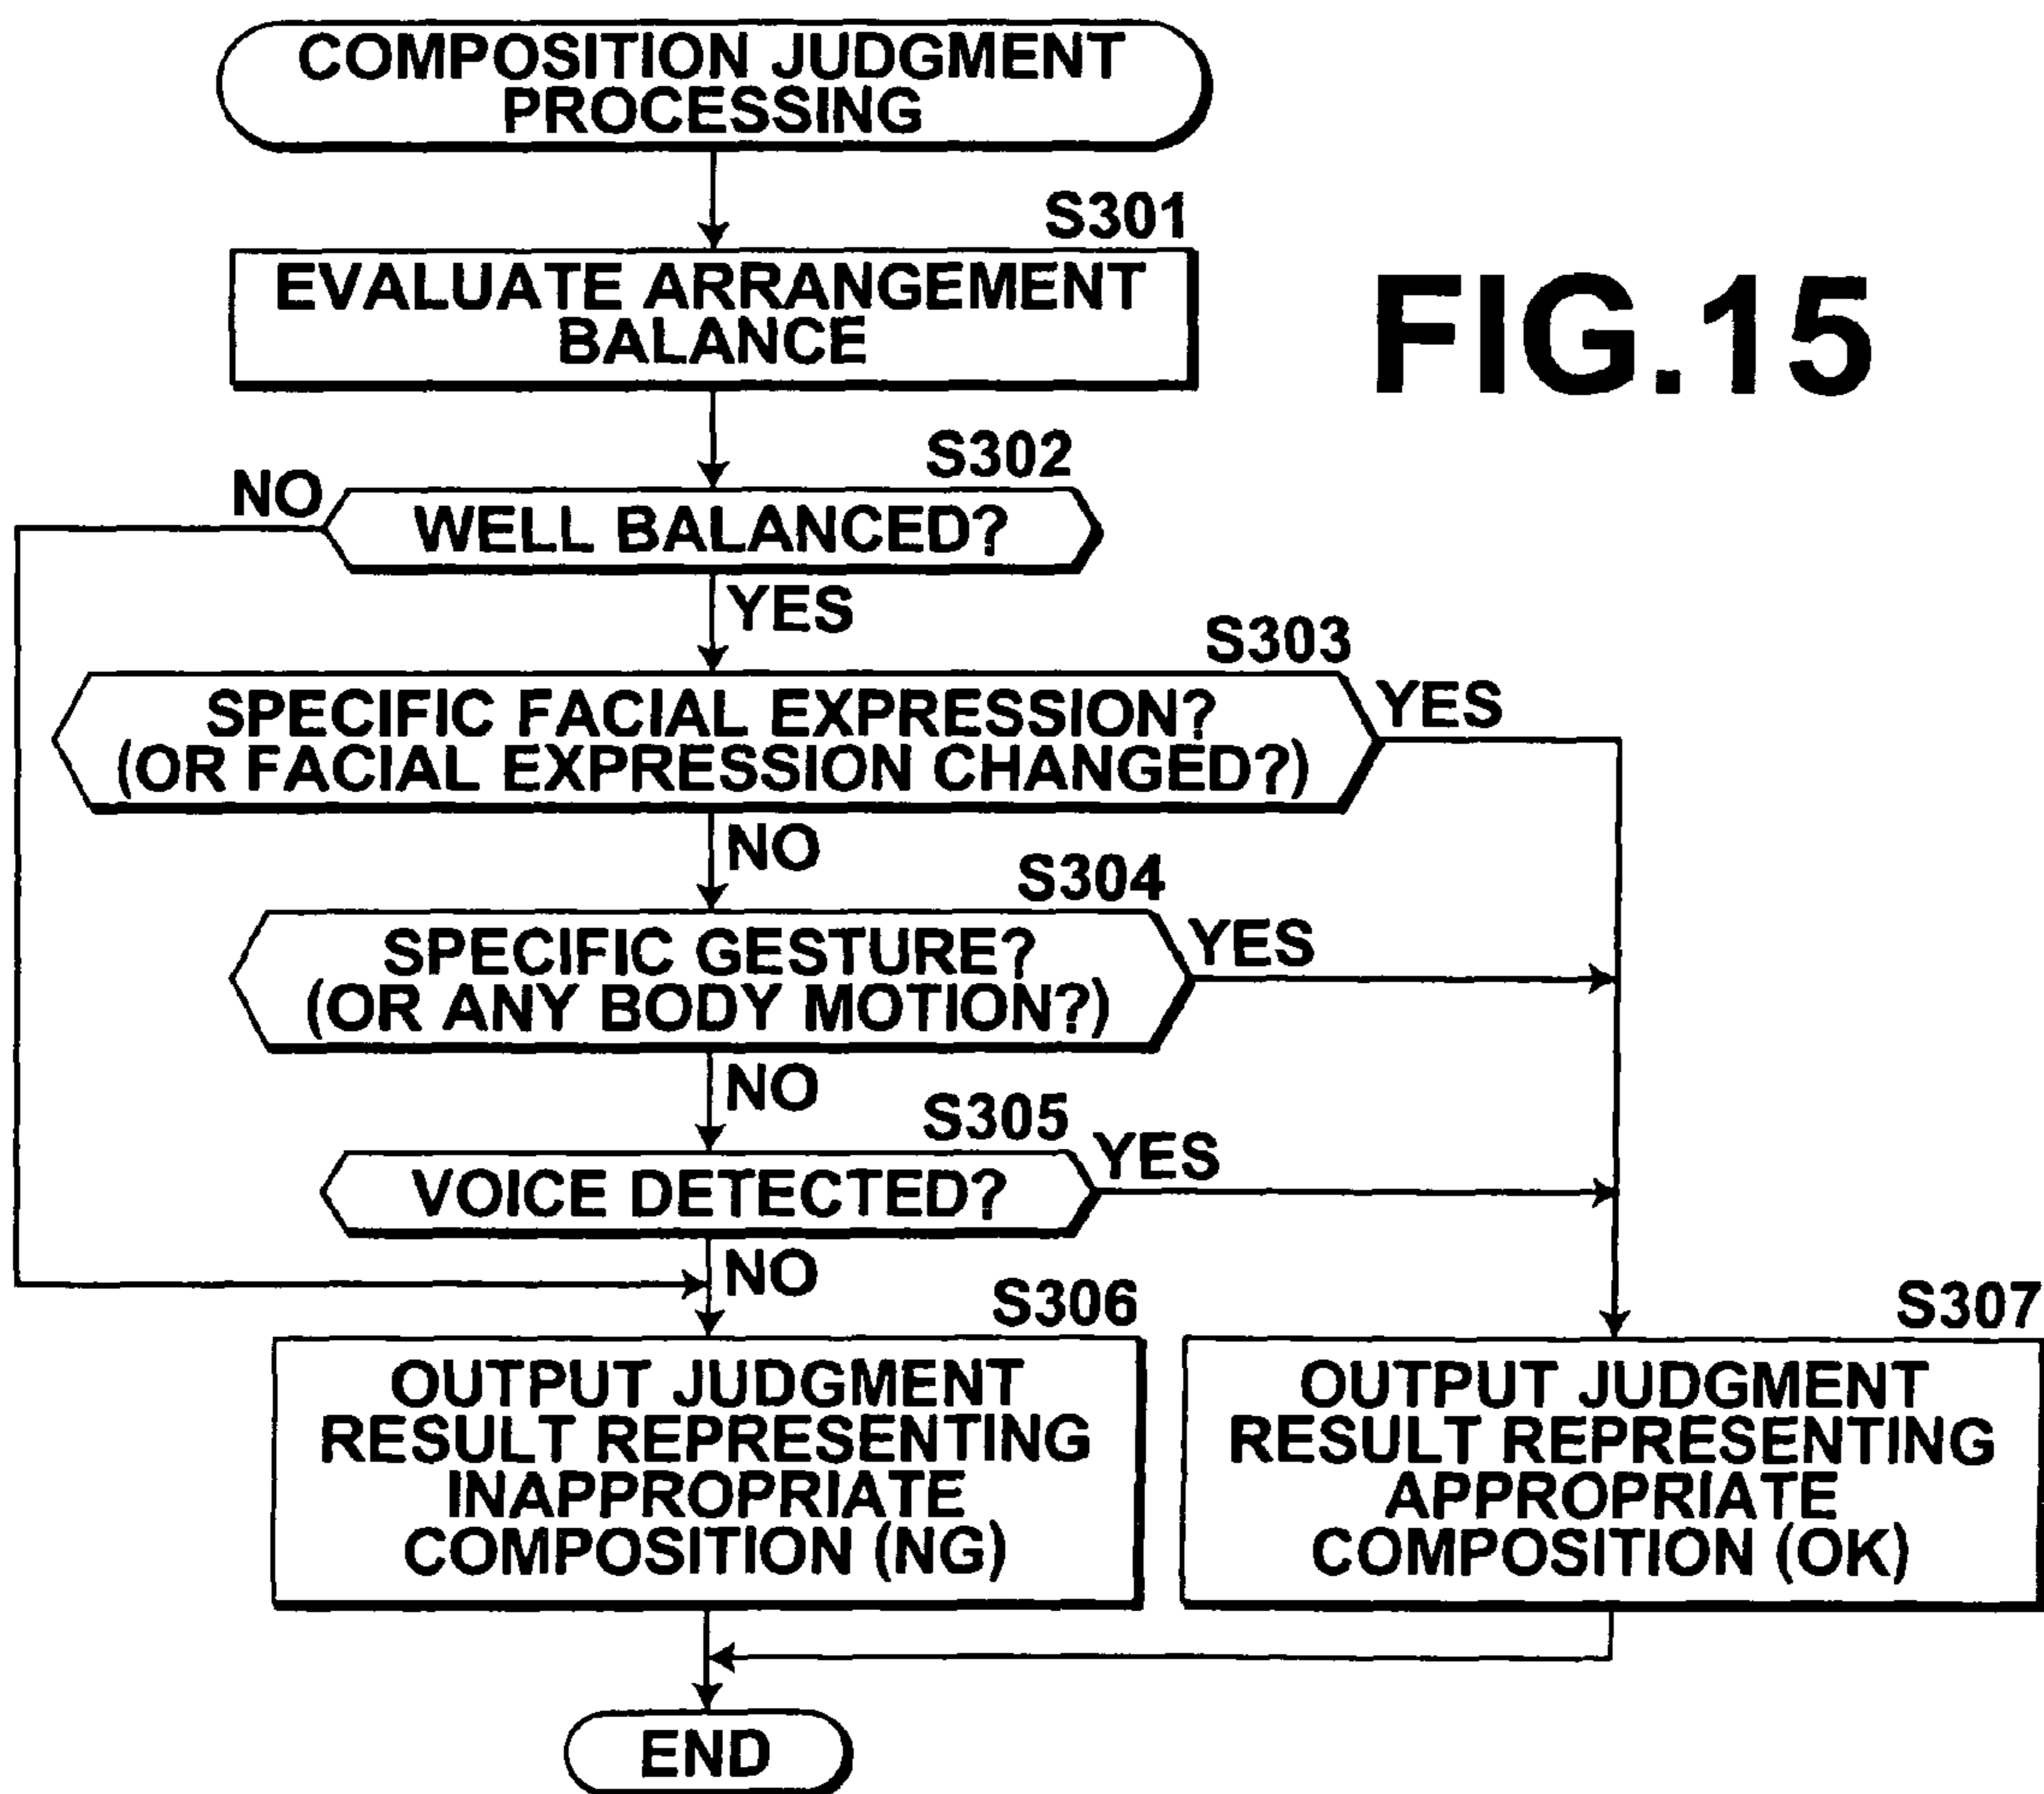 COMPOSITION JUDGMENT
PROCESSING
S301
EVALUATE ARRANGEMENT
BALANCE
FIG.15
S302
NO
WELL BALANCED?
YES
S303
SPECIFIC FACIAL EXPRESSION?
(OR FACIAL EXPRESSION CHANGED?)
YES
NO
S304
SPECIFIC GESTURE?
(OR ANY BODY MOTION?)
YES
NO
S305
VOICE DETECTED?
YES
NO
S306
OUTPUT JUDGMENT
RESULT REPRESENTING
INAPPROPRIATE
COMPOSITION (NG)
S307
OUTPUT JUDGMENT
RESULT REPRESENTING
APPROPRIATE
COMPOSITION (OK)
END